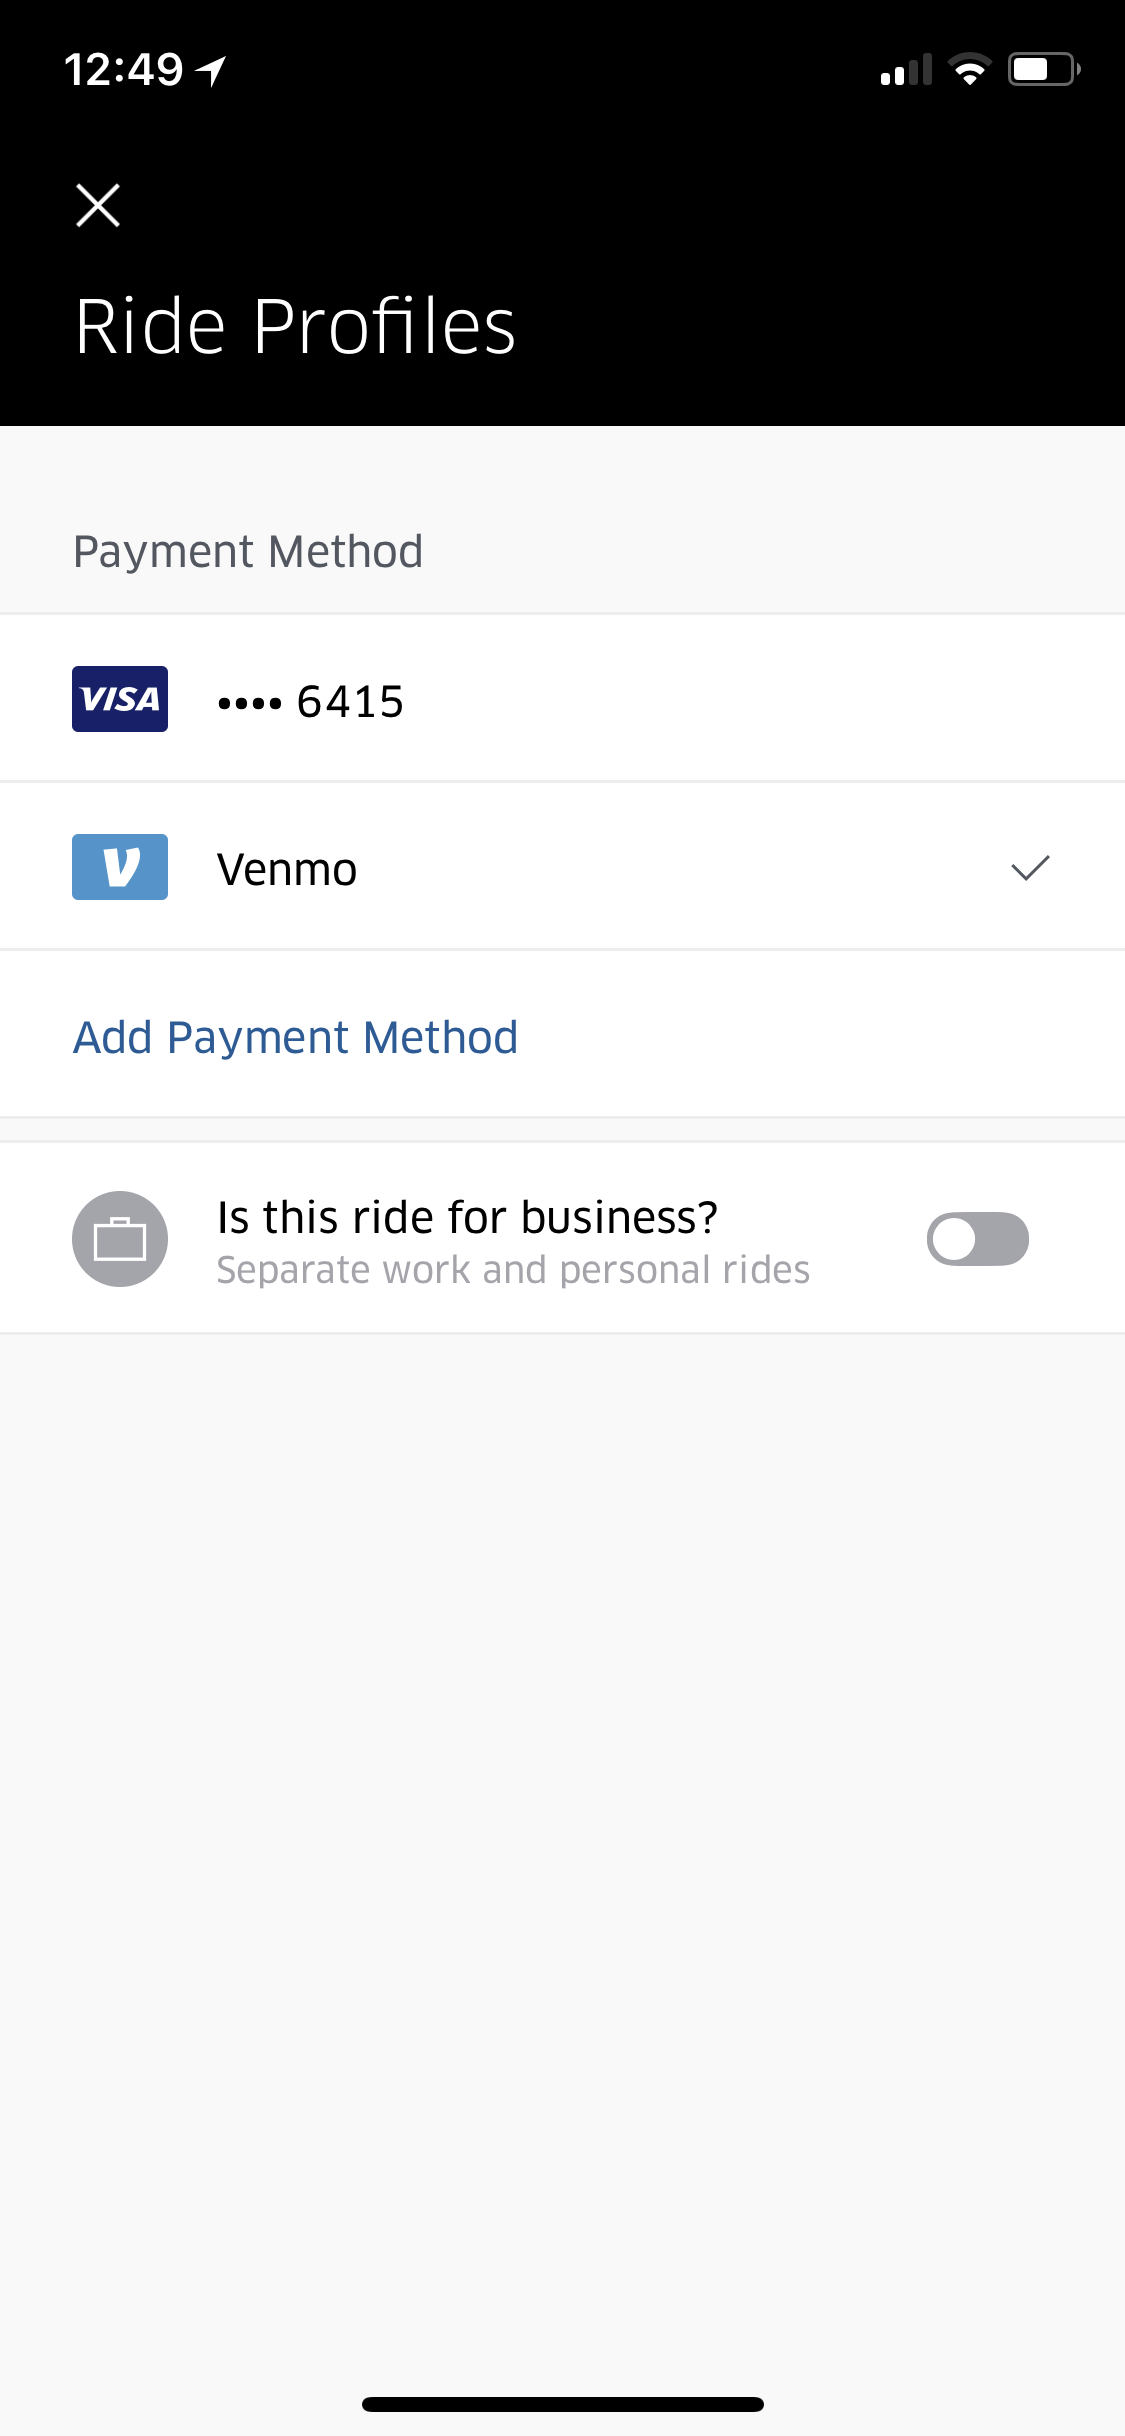 12:49
Ride Profiles
Payment Method
VISA •••• 6415
V Venmo
Add Payment Method
Is this ride for business?
Separate work and personal rides